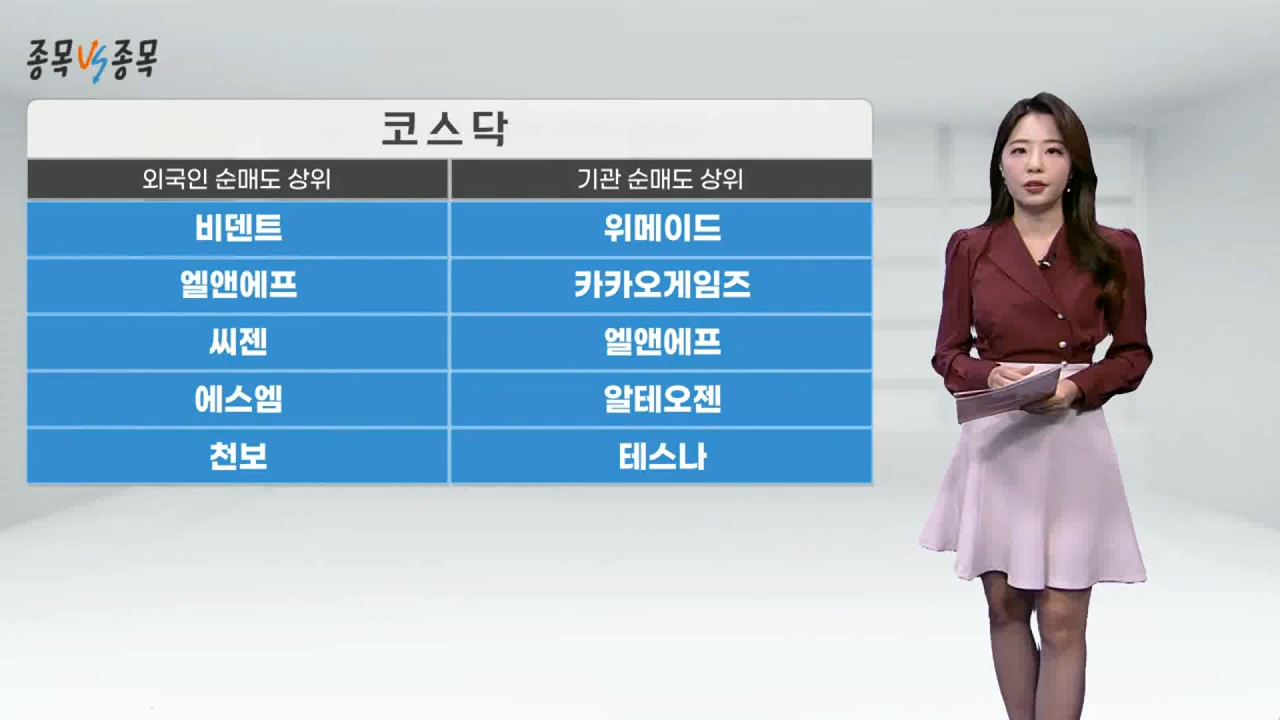 종목VS종목
코스닥
외국인 순매도 상위 기관 순매도 상위
비덴트 위메이드
엘앤에프 카카오게임즈
씨젠 엘앤에프
에스엠 알테오젠
천보 테스나